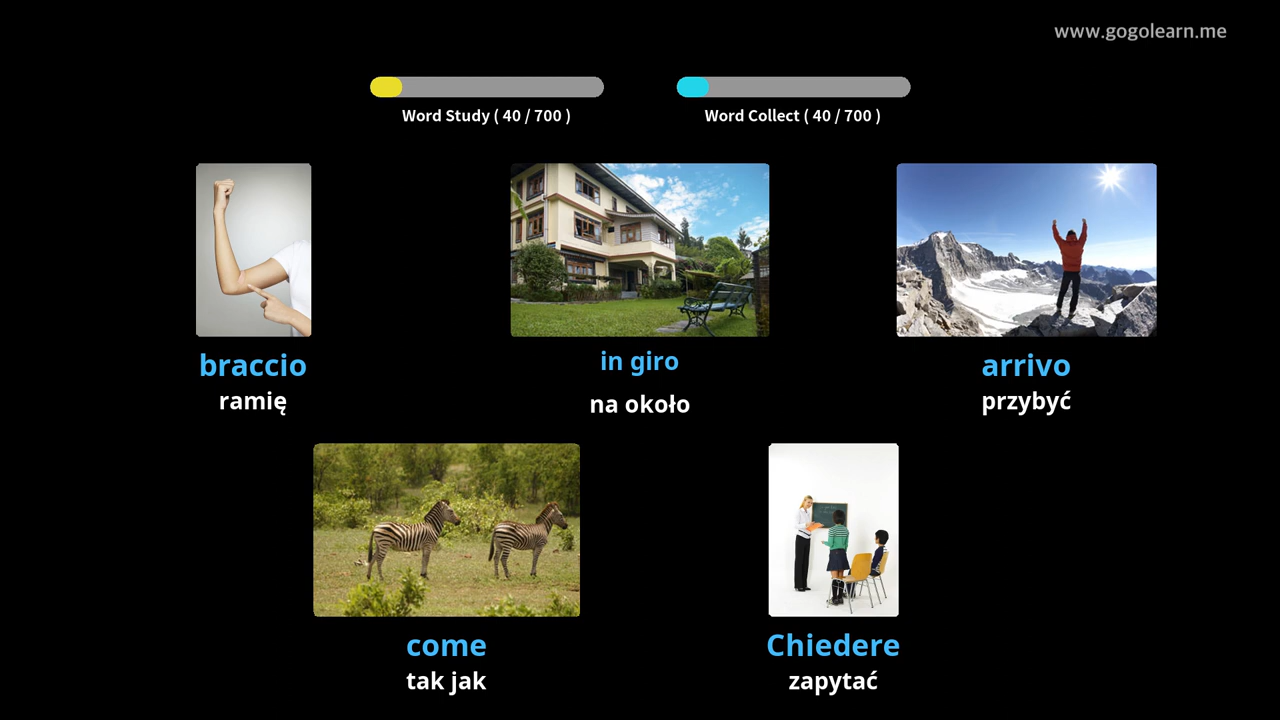 www.gogolearn.me
Word Study ( 40 / 700 )
Word Collect ( 40 / 700 )
braccio
ramię
in giro
na około
arrivo
przybyć
come
tak jak
Chiedere
zapytać